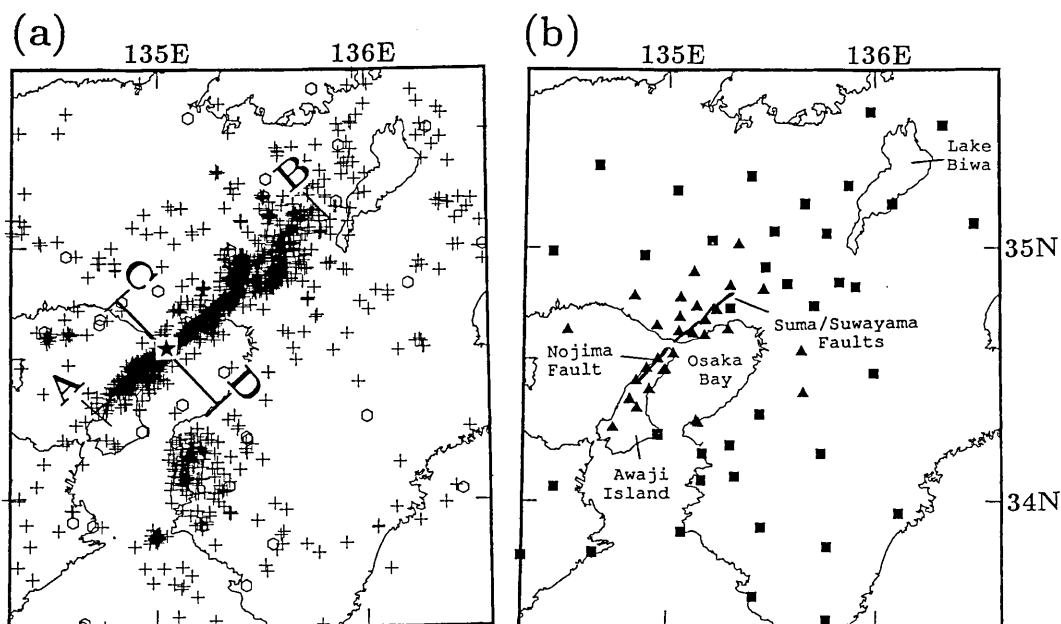 (a)
(b)
135E
136E
135E
136E
B
Lake
Biwa
35N
C
Suma/Suwayama
Faults
Nojima
Fault
Osaka
Bay
A
D
Awaji
Island
34N